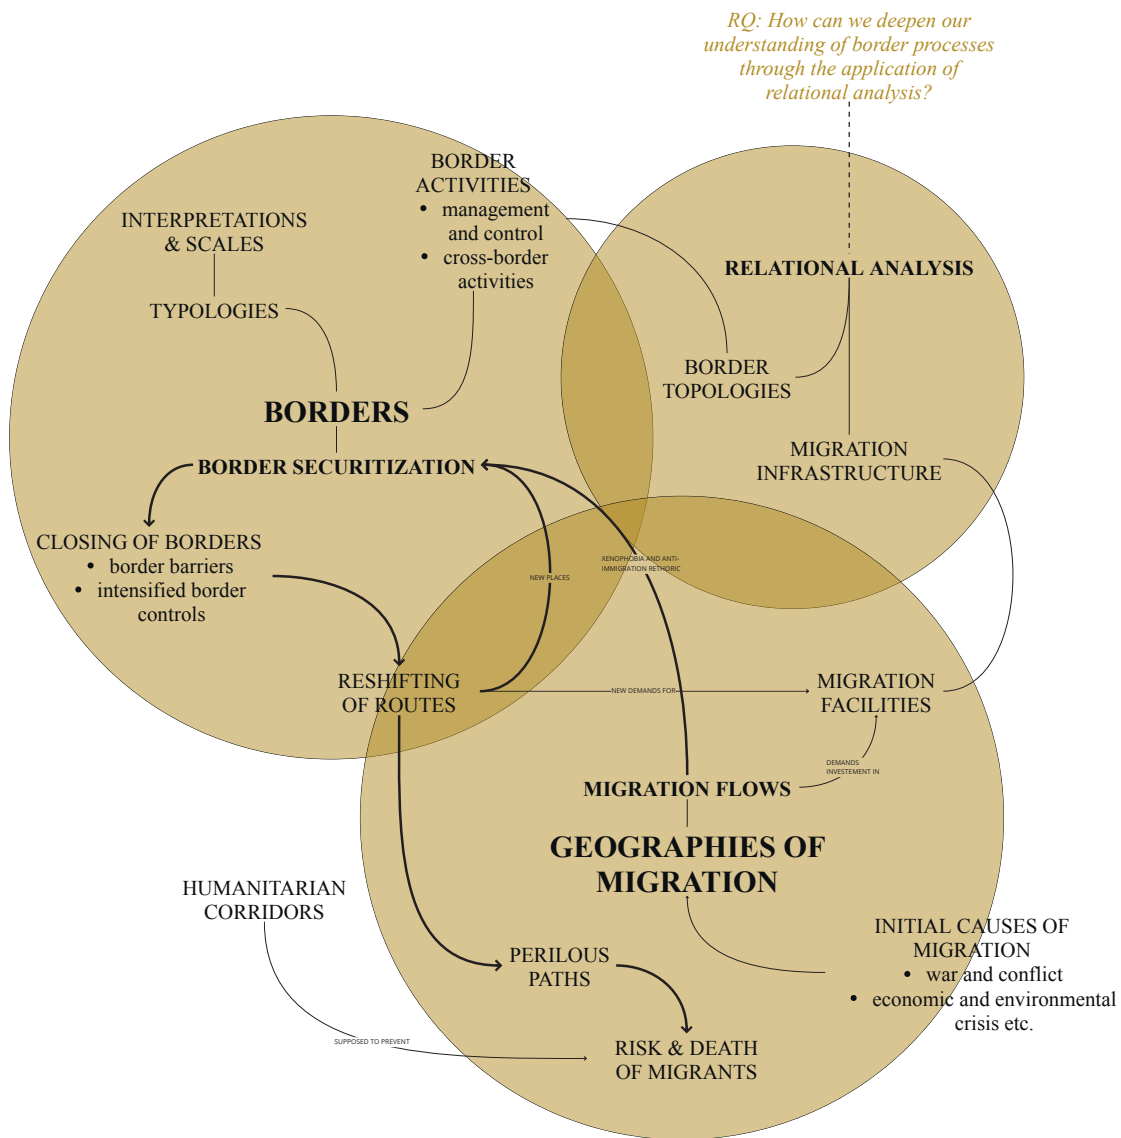 RQ: How can we deepen our
understanding of border processes
through the application of
relational analysis?
BORDER
ACTIVITIES
• management
and control
• cross-border
activities
INTERPRETATIONS
& SCALES
TYPOLOGIES
RELATIONAL ANALYSIS
BORDER
TOPOLOGIES
BORDERS
BORDER SECURITIZATION
MIGRATION
INFRASTRUCTURE
CLOSING OF BORDERS
• border barriers
• intensified border
controls
NEW PLACES
XENOPHOBIA AND ANTI-
IMMIGRATION RETHORIC
RESHIFTING
OF ROUTES
NEW DEMANDS FOR
MIGRATION
FACILITIES
DEMANDS
INVESTEMENT IN
MIGRATION FLOWS
GEOGRAPHIES OF
MIGRATION
HUMANITARIAN
CORRIDORS
INITIAL CAUSES OF
MIGRATION
• war and conflict
• economic and environmental
crisis etc.
PERILOUS
PATHS
SUPPOSED TO PREVENT
RISK & DEATH
OF MIGRANTS